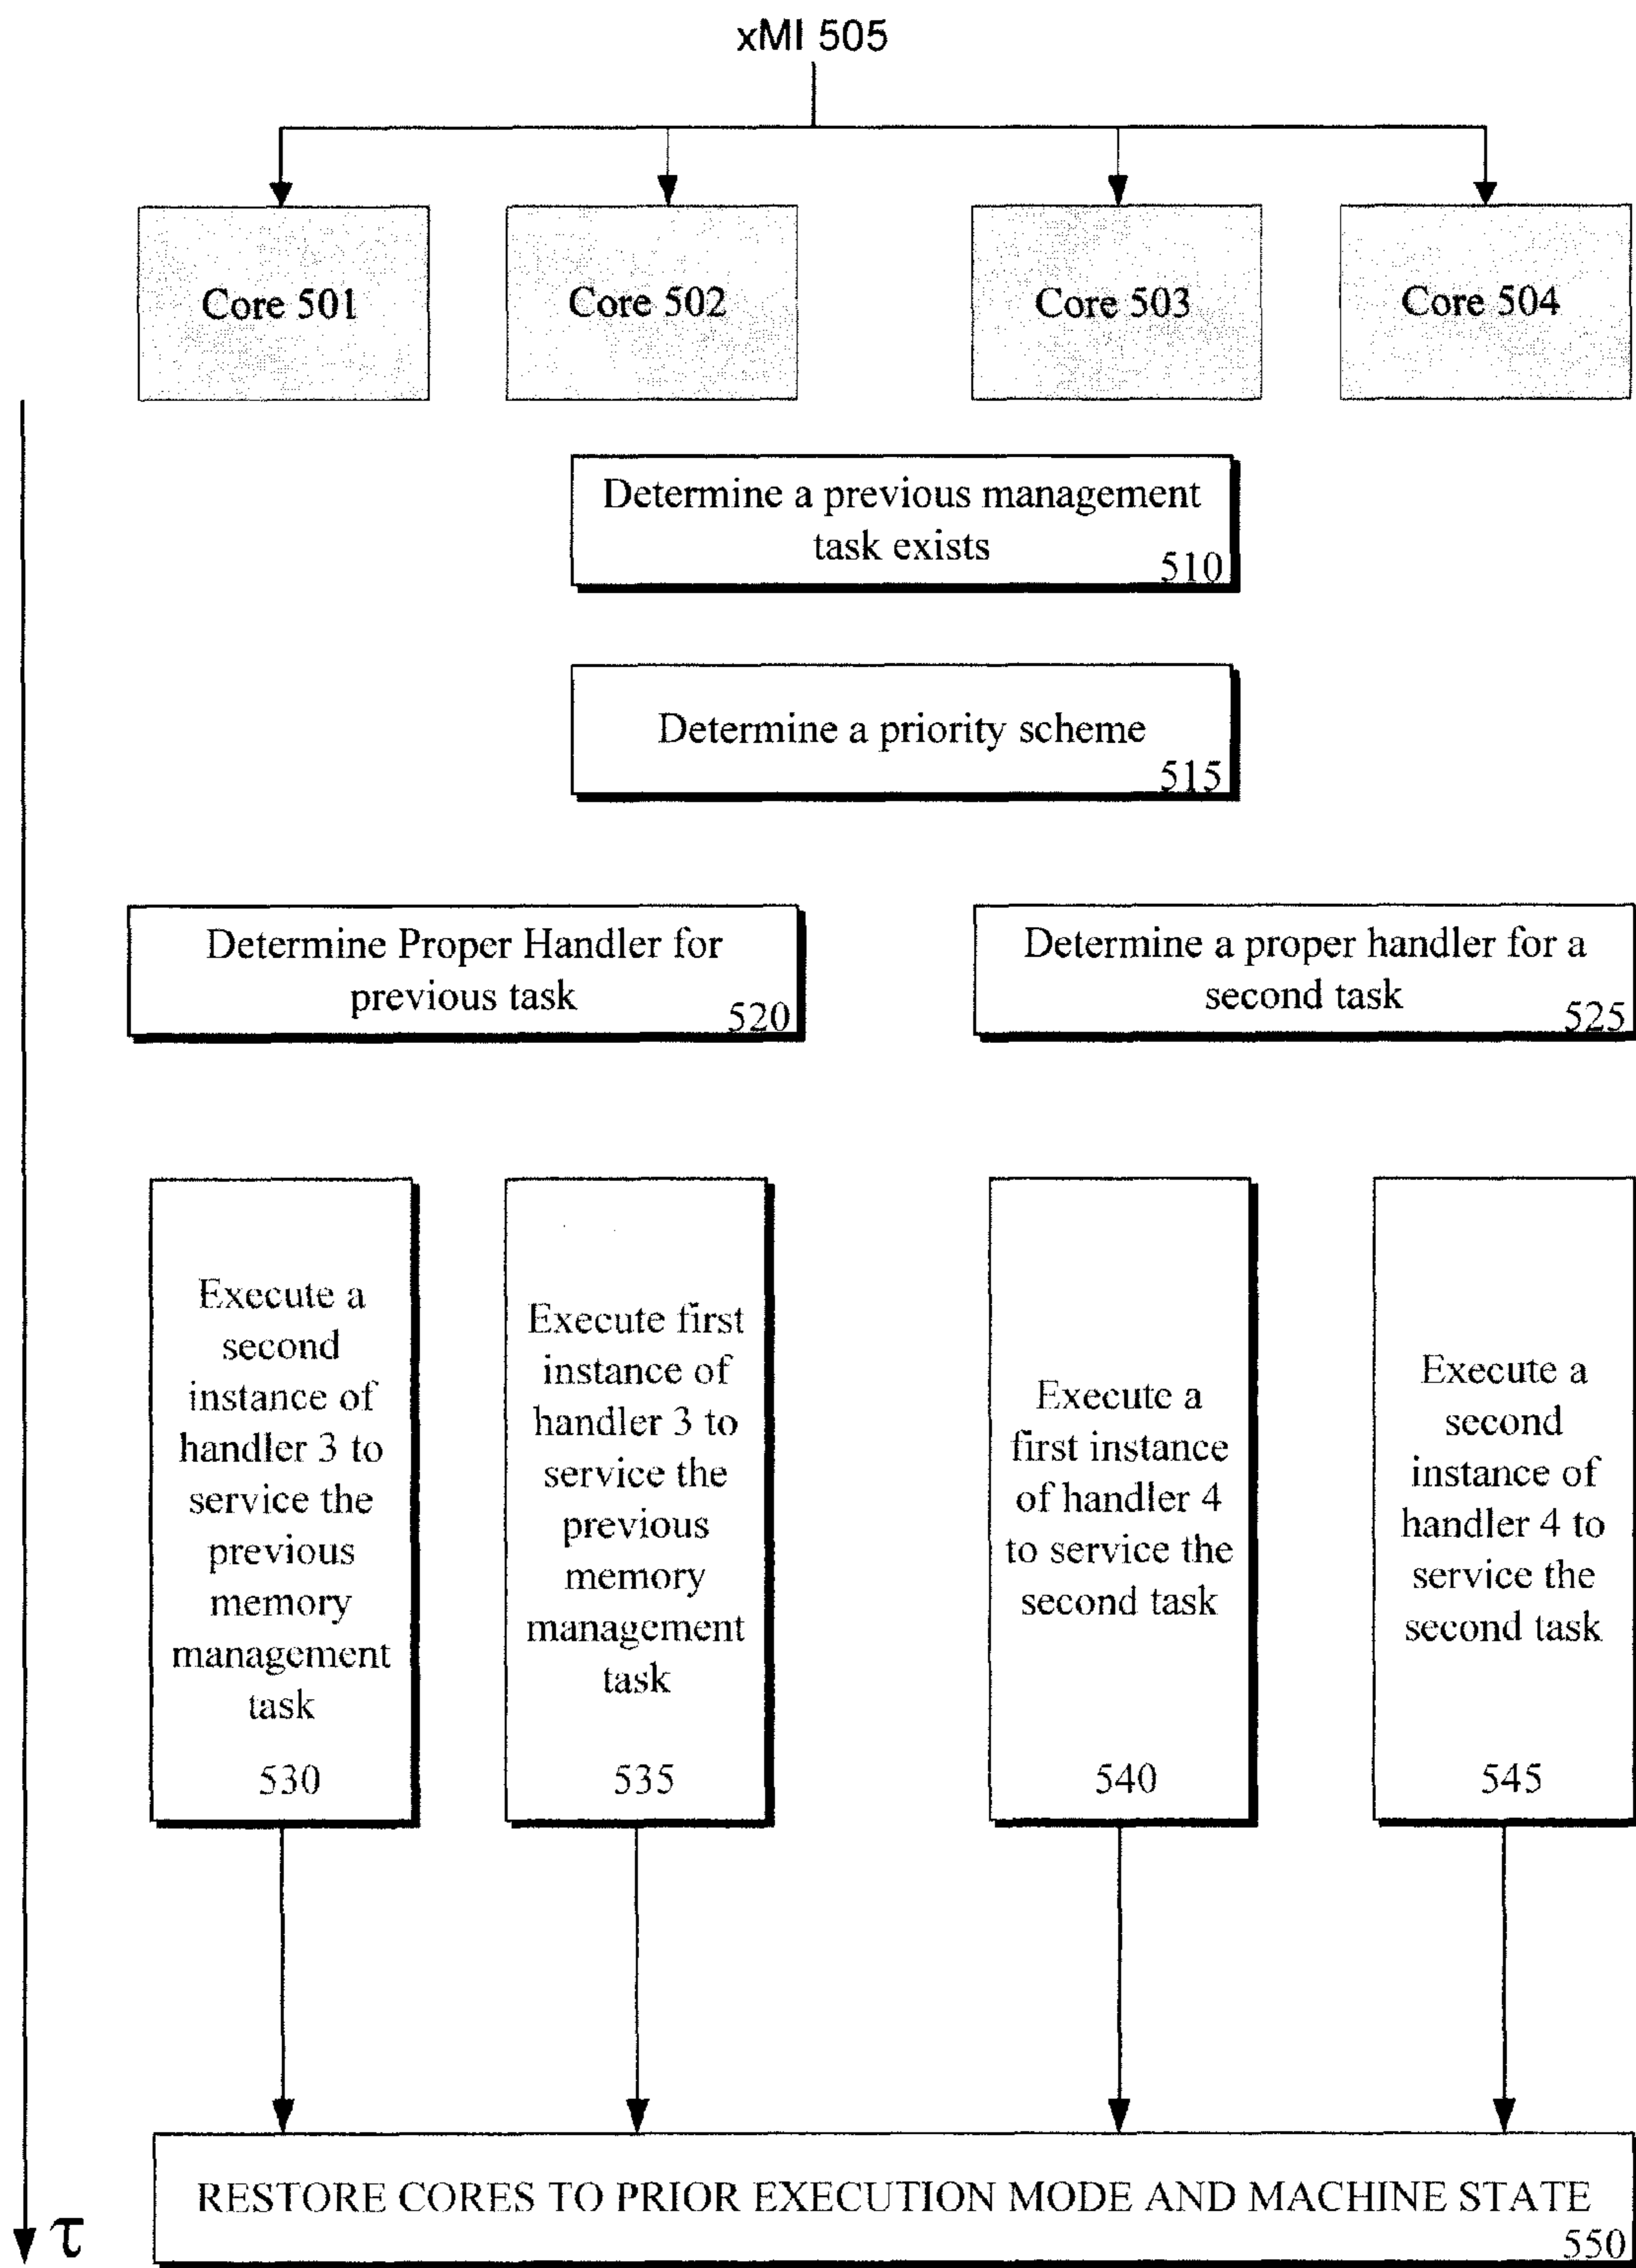 xMI 505
Core 501
Core 502
Core 503
Core 504
Determine a previous management
task exists
510
Determine a priority scheme
515
Determine Proper Handler for
previous task
520
Determine a proper handler for a
second task
525
Execute a
second
instance of
handler 3 to
service the
previous
memory
management
task
530
Execute first
instance of
handler 3 to
service the
previous
memory
management
task
535
Execute a
first instance
of handler 4
to service the
second task
540
Execute a
second
instance of
handler 4 to
service the
second task
545
RESTORE CORES TO PRIOR EXECUTION MODE AND MACHINE STATE
550
τ